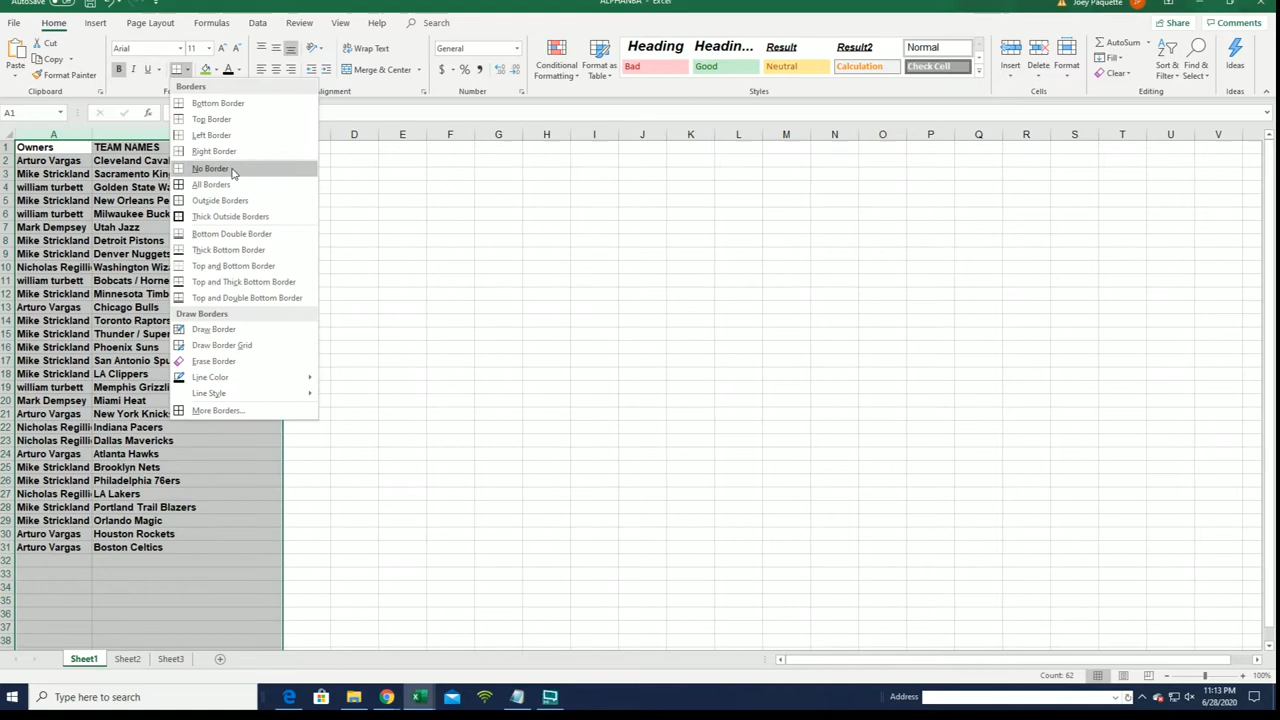 AutoSave
ALPHANBA - Excel
Joey Paquette
JP
File Home Insert Page Layout Formulas Data Review View Help Search
Share Comments
Paste Cut Copy Format Painter
Arial 11
B I U
Wrap Text
Merge & Center
General
$ % 9
Conditional Formatting Format as Table
Heading Headin... Result Result2 Normal
Bad Good Neutral Calculation Check Cell
Insert Delete Format
AutoSum Fill Clear
Sort & Filter Find & Select
Ideas
Clipboard Alignment Number Styles Cells Editing Ideas
A1 fx
A D E F G H I J K L M N O P Q R S T U V
Borders
Bottom Border
Top Border
Left Border
Right Border
No Border
All Borders
Outside Borders
Thick Outside Borders
Bottom Double Border
Thick Bottom Border
Top and Bottom Border
Top and Thick Bottom Border
Top and Double Bottom Border
Draw Borders
Draw Border
Draw Border Grid
Erase Border
Line Color
Line Style
More Borders...
1 Owners TEAM NAMES
2 Arturo Vargas Cleveland Cava
3 Mike Strickland Sacramento Kin
4 william turbett Golden State Wa
5 Mike Strickland New Orleans Pe
6 william turbett Milwaukee Buck
7 Mark Dempsey Utah Jazz
8 Mike Strickland Detroit Pistons
9 Mike Strickland Denver Nuggets
10 Nicholas Regilli Washington Wiza
11 william turbett Bobcats / Horne
12 Mike Strickland Minnesota Timb
13 Arturo Vargas Chicago Bulls
14 Mike Strickland Toronto Raptors
15 Mike Strickland Thunder / Super
16 Mike Strickland Phoenix Suns
17 Mike Strickland San Antonio Spu
18 Mike Strickland LA Clippers
19 william turbett Memphis Grizzli
20 Mark Dempsey Miami Heat
21 Arturo Vargas New York Knick
22 Nicholas Regilli Indiana Pacers
23 Nicholas Regilli Dallas Mavericks
24 Arturo Vargas Atlanta Hawks
25 Mike Strickland Brooklyn Nets
26 Mike Strickland Philadelphia 76ers
27 Nicholas Regilli LA Lakers
28 Mike Strickland Portland Trail Blazers
29 Mike Strickland Orlando Magic
30 Arturo Vargas Houston Rockets
31 Arturo Vargas Boston Celtics
32
33
34
35
36
37
38
Sheet1 Sheet2 Sheet3
Count: 62 100%
Type here to search
Address
11:13 PM
6/28/2020